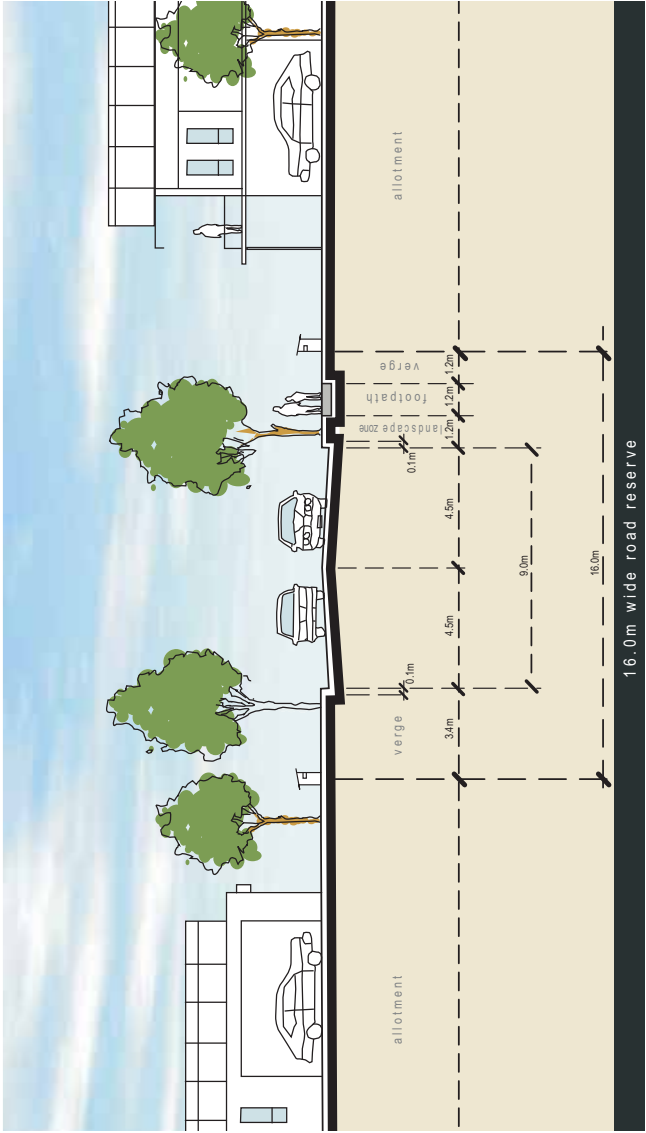 allotment
verge
footpath
landscape zone
verge
allotment
1.2m
1.2m
1.2m
0.1m
4.5m
4.5m
0.1m
3.4m
9.0m
16.0m
16.0m wide road reserve